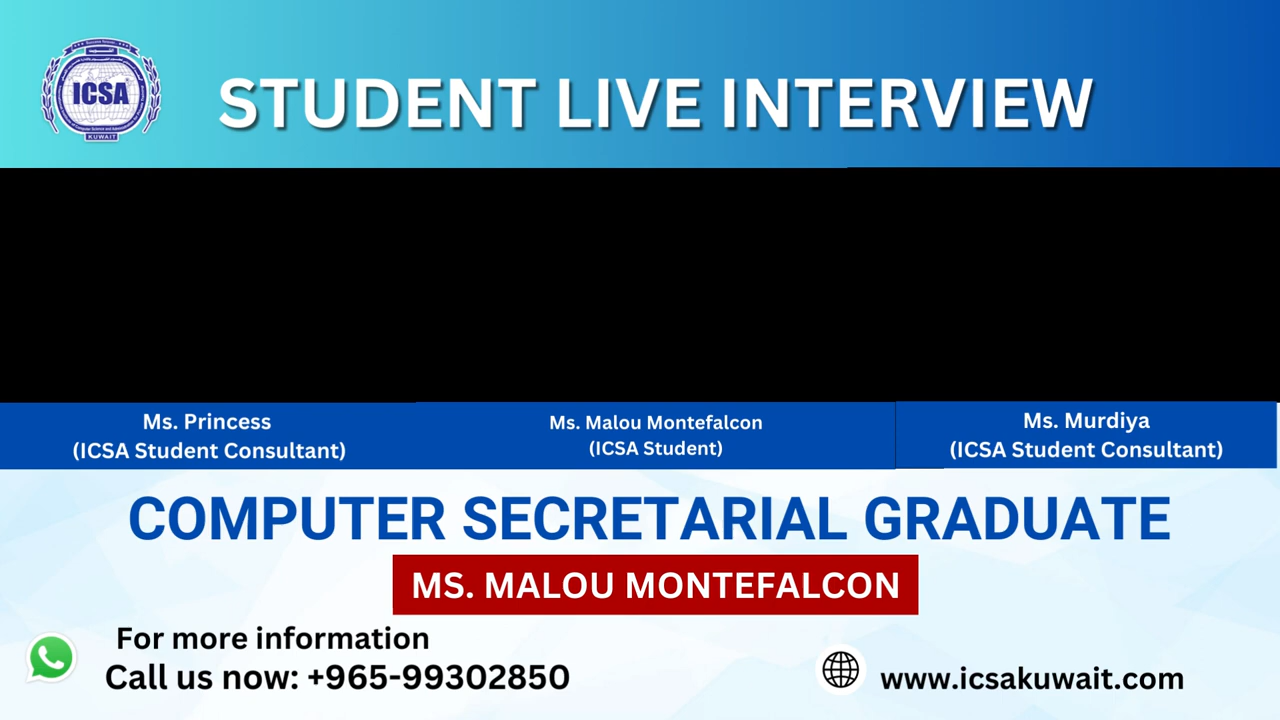 ICSA
KUWAIT
STUDENT LIVE INTERVIEW
Ms. Princess
(ICSA Student Consultant)
Ms. Malou Montefalcon
(ICSA Student)
Ms. Murdiya
(ICSA Student Consultant)
COMPUTER SECRETARIAL GRADUATE
MS. MALOU MONTEFALCON
For more information
Call us now: +965-99302850
www.icsakuwait.com